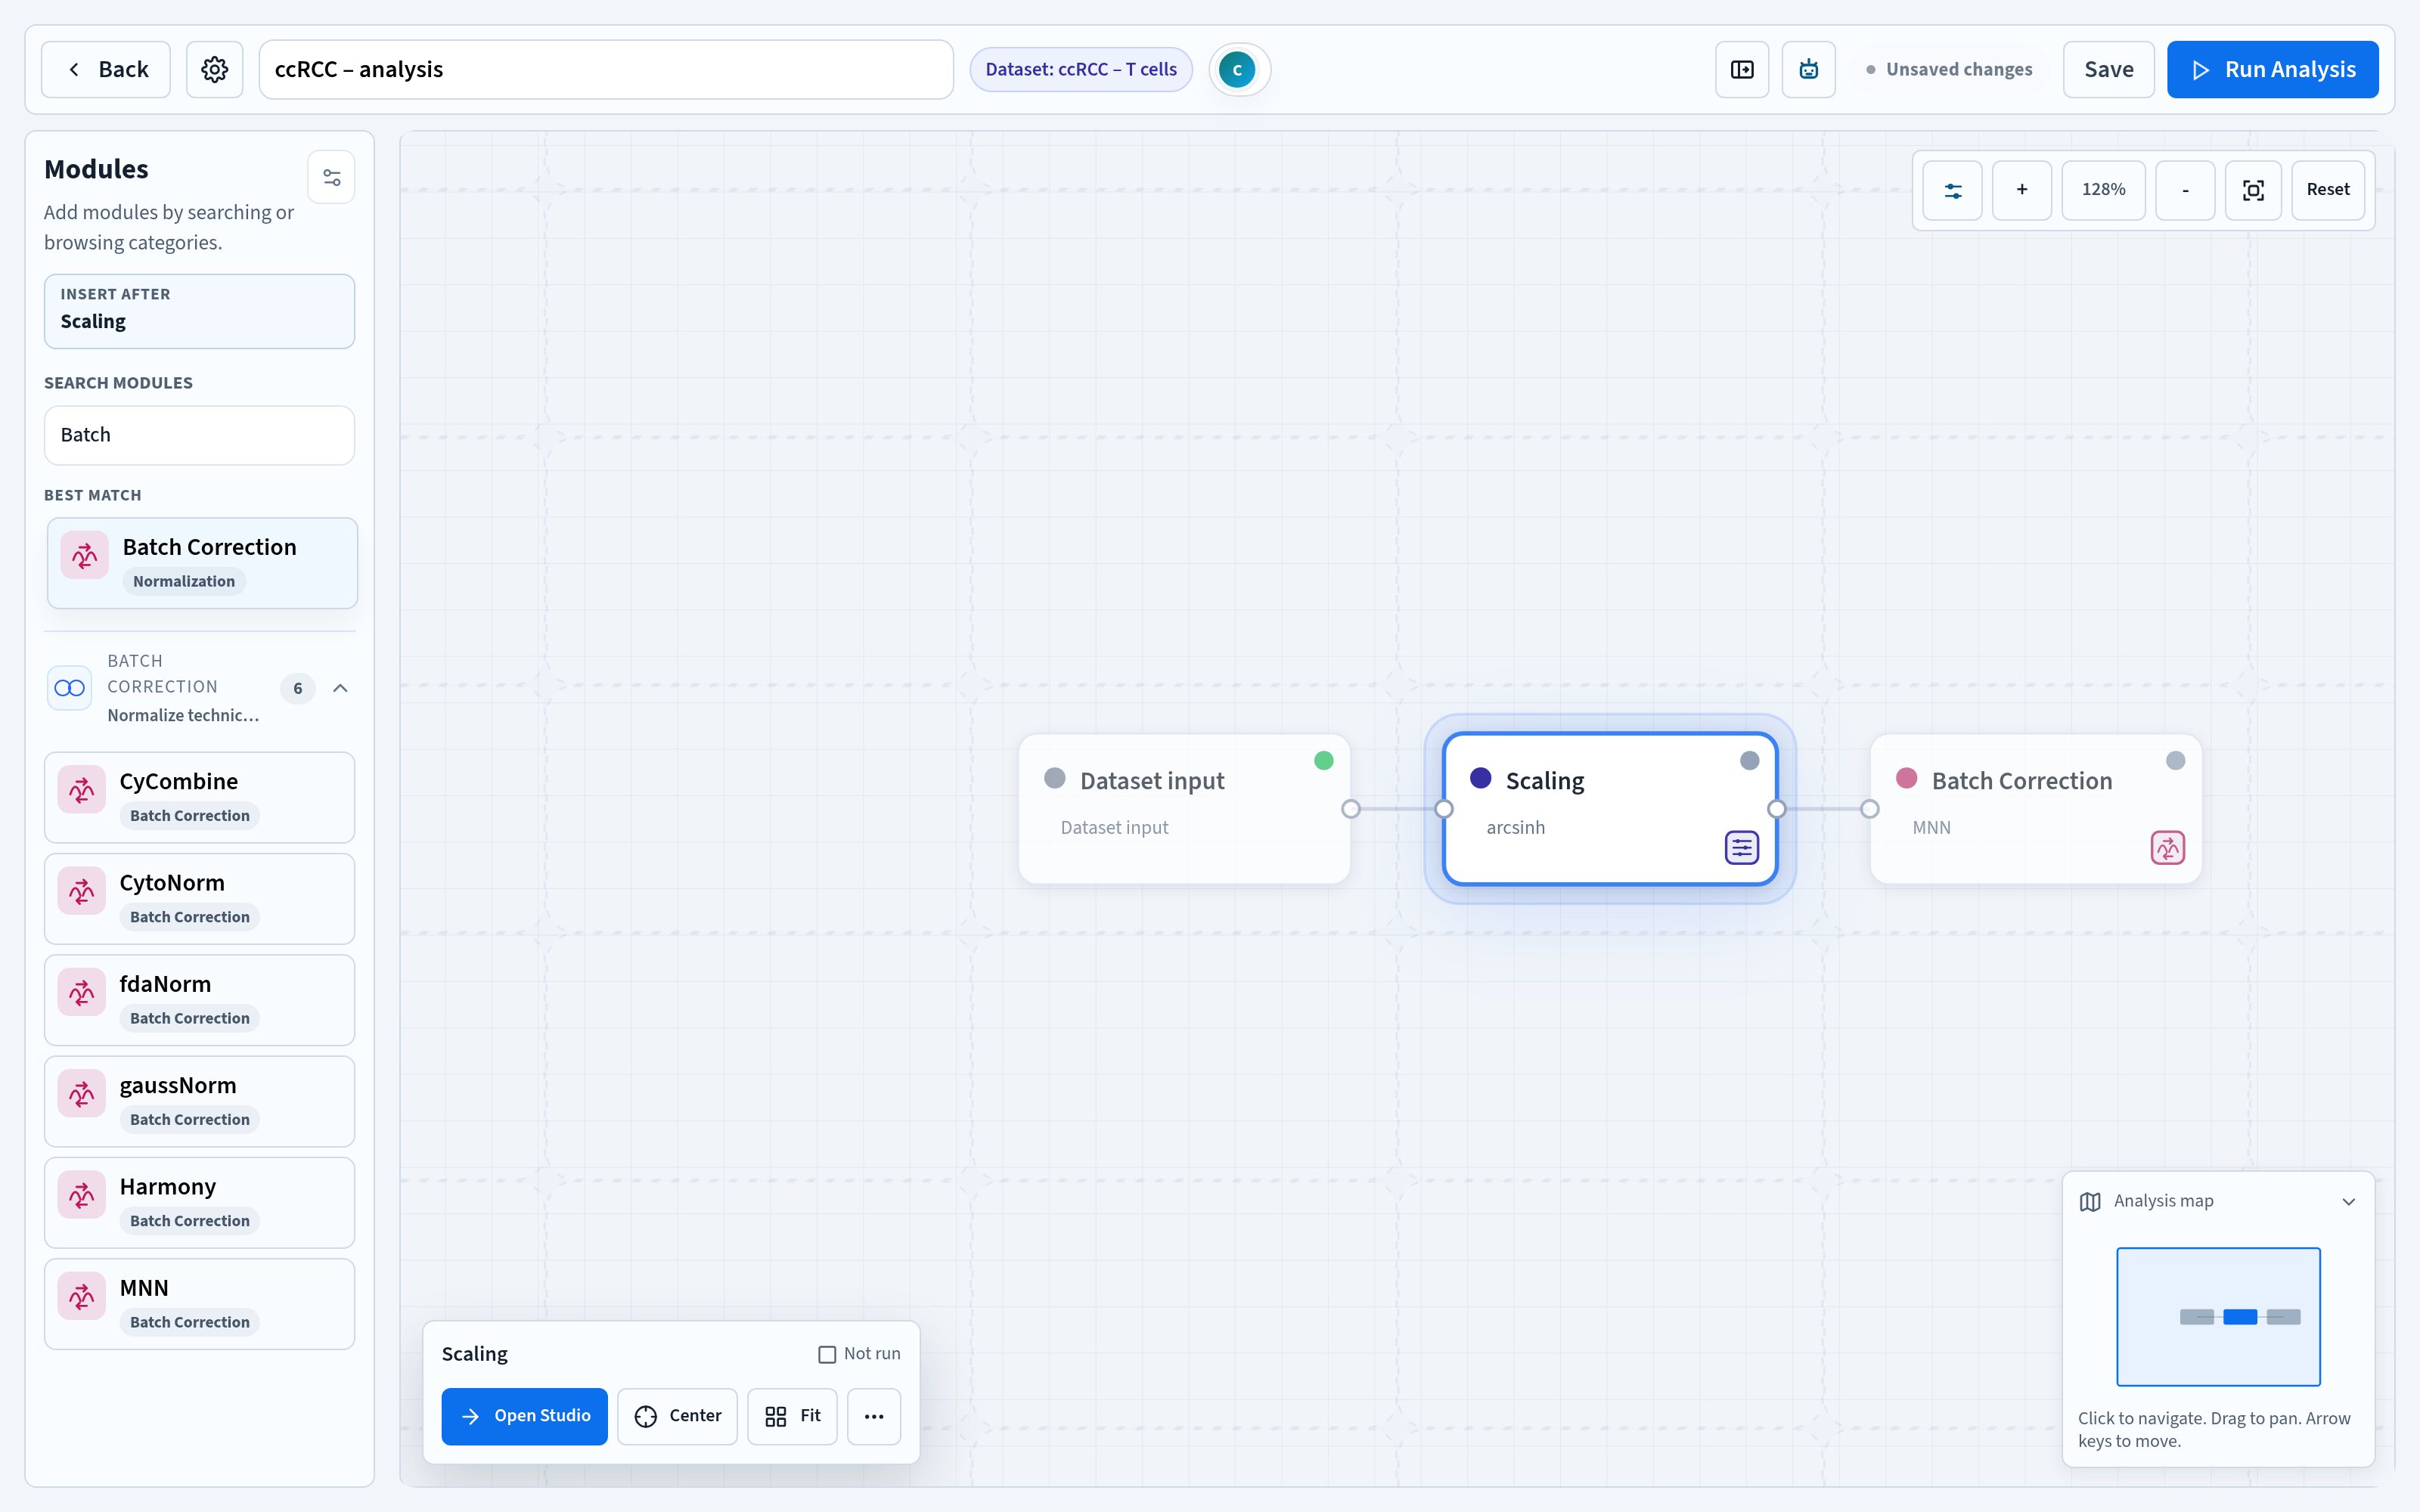 Back
ccRCC – analysis
Dataset: ccRCC – T cells
C
Unsaved changes
Save
Run Analysis
Modules
Add modules by searching or
browsing categories.
INSERT AFTER
Scaling
SEARCH MODULES
Batch
BEST MATCH
Batch Correction
Normalization
BATCH
CORRECTION
Normalize technic...
6
CyCombine
Batch Correction
CytoNorm
Batch Correction
fdaNorm
Batch Correction
gaussNorm
Batch Correction
Harmony
Batch Correction
MNN
Batch Correction
+
128%
-
Reset
Dataset input
Dataset input
Scaling
arcsinh
Batch Correction
MNN
Scaling
Not run
Open Studio
Center
Fit
Analysis map
Click to navigate. Drag to pan. Arrow
keys to move.